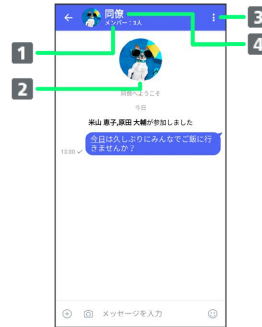 同僚
メンバー：3人
同僚へようこそ
今日
米山 恵子,原田 大輔が参加しました
今日は久しぶりにみんなでご飯に行
きませんか？
13:00
メッセージを入力
1
2
3
4